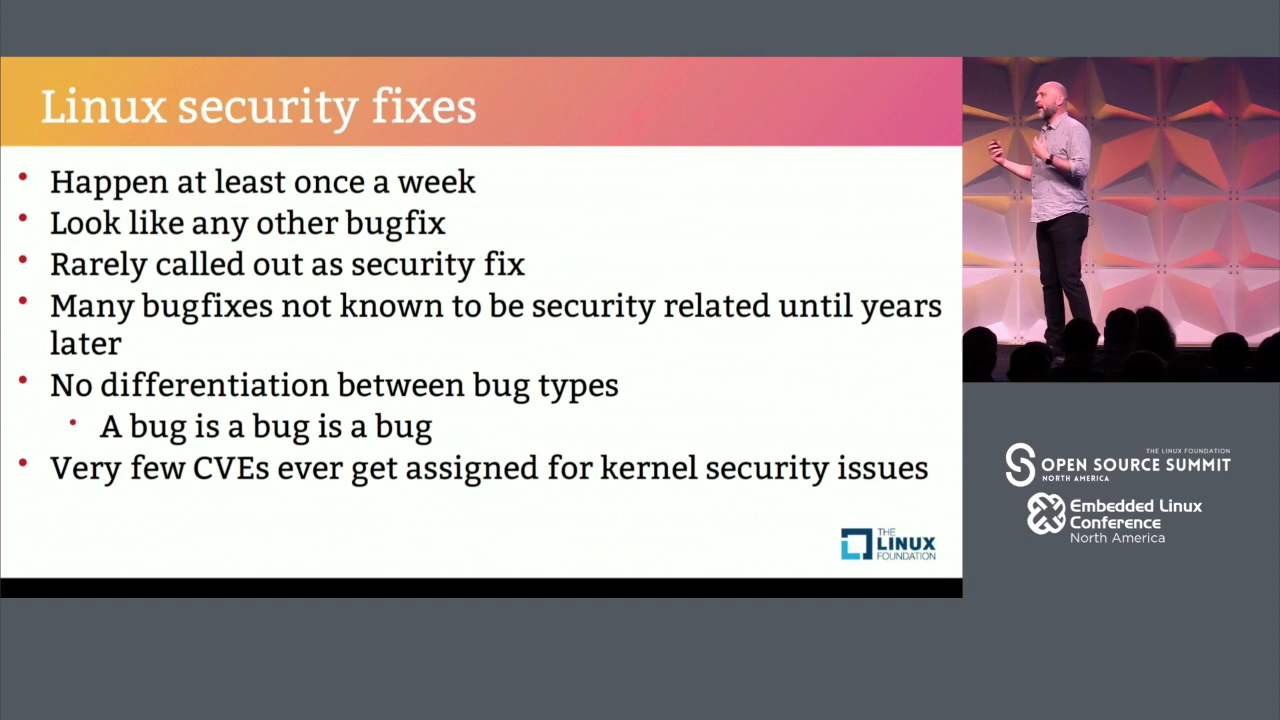 Linux security fixes
• Happen at least once a week
• Look like any other bugfix
• Rarely called out as security fix
• Many bugfixes not known to be security related until years
later
• No differentiation between bug types
• A bug is a bug is a bug
• Very few CVEs ever get assigned for kernel security issues
THE
LINUX
FOUNDATION
THE LINUX FOUNDATION
OPEN SOURCE SUMMIT
NORTH AMERICA
Embedded Linux
Conference
North America